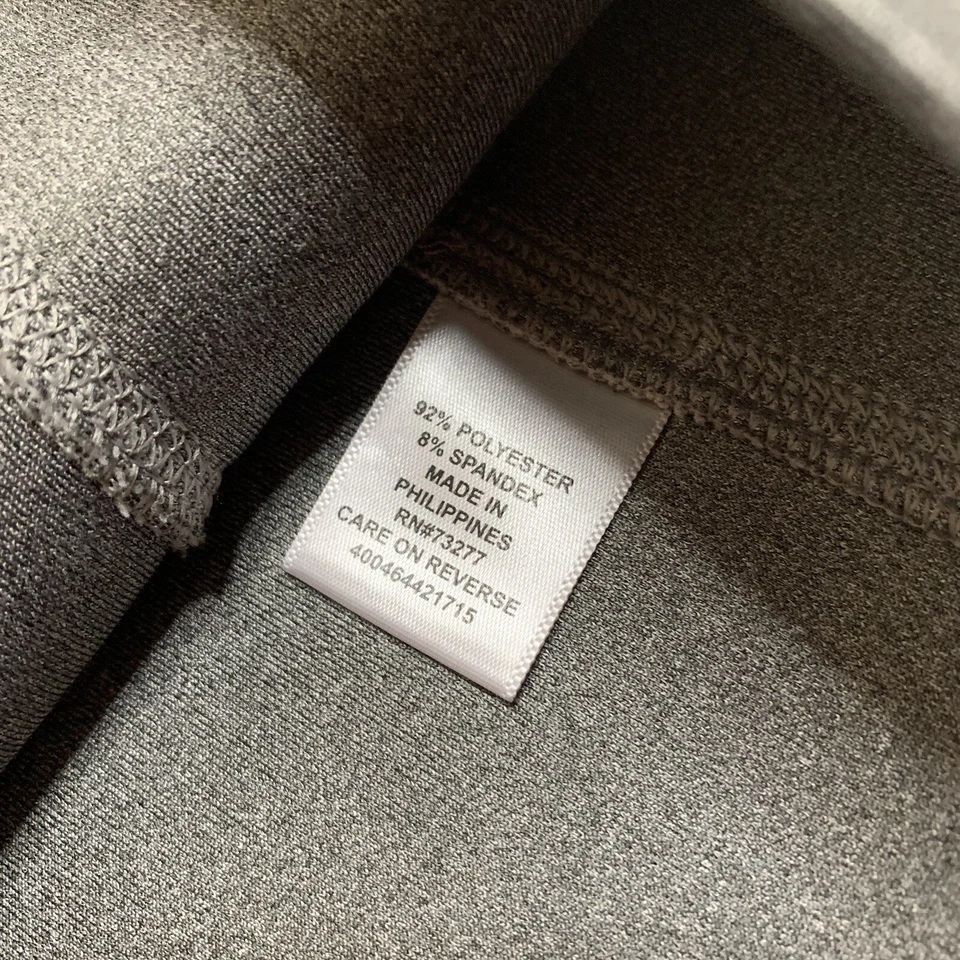 92% POLYESTER
8% SPANDEX
MADE IN
PHILIPPINES
RN#73277
CARE ON REVERSE
400464421715